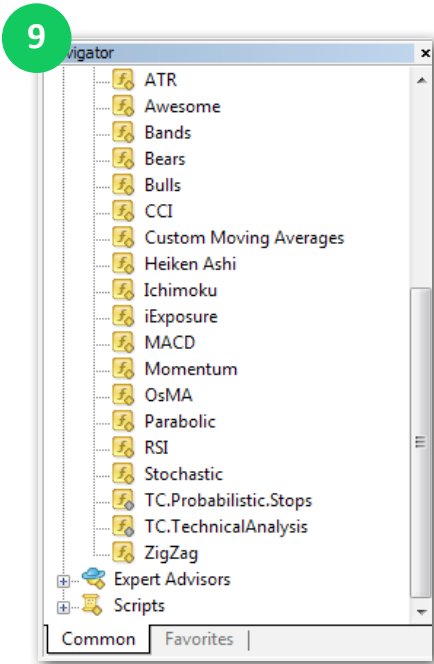 9
vigator
ATR
Awesome
Bands
Bears
Bulls
CCI
Custom Moving Averages
Heiken Ashi
Ichimoku
iExposure
MACD
Momentum
OsMA
Parabolic
RSI
Stochastic
TC.Probabilistic.Stops
TC.TechnicalAnalysis
ZigZag
Expert Advisors
Scripts
Common Favorites